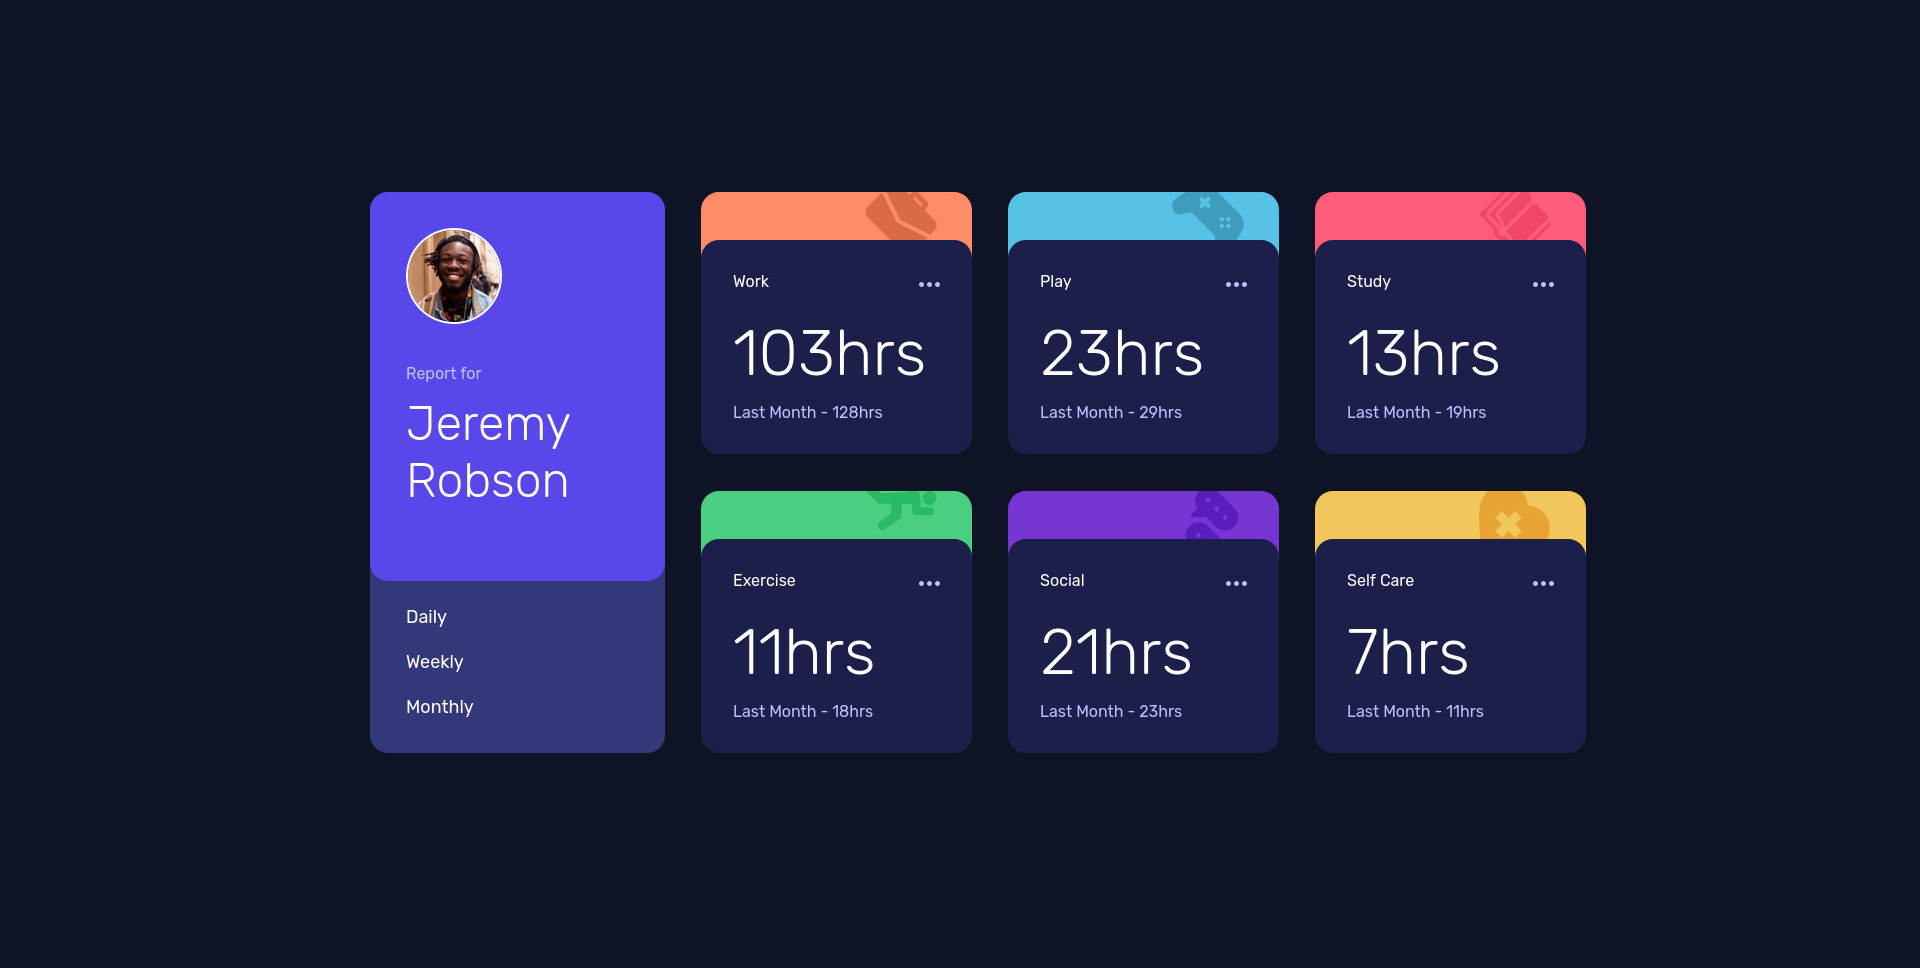 Report for
Jeremy
Robson
Daily
Weekly
Monthly
Work
103hrs
Last Month - 128hrs
Play
23hrs
Last Month - 29hrs
Study
13hrs
Last Month - 19hrs
Exercise
11hrs
Last Month - 18hrs
Social
21hrs
Last Month - 23hrs
Self Care
7hrs
Last Month - 11hrs